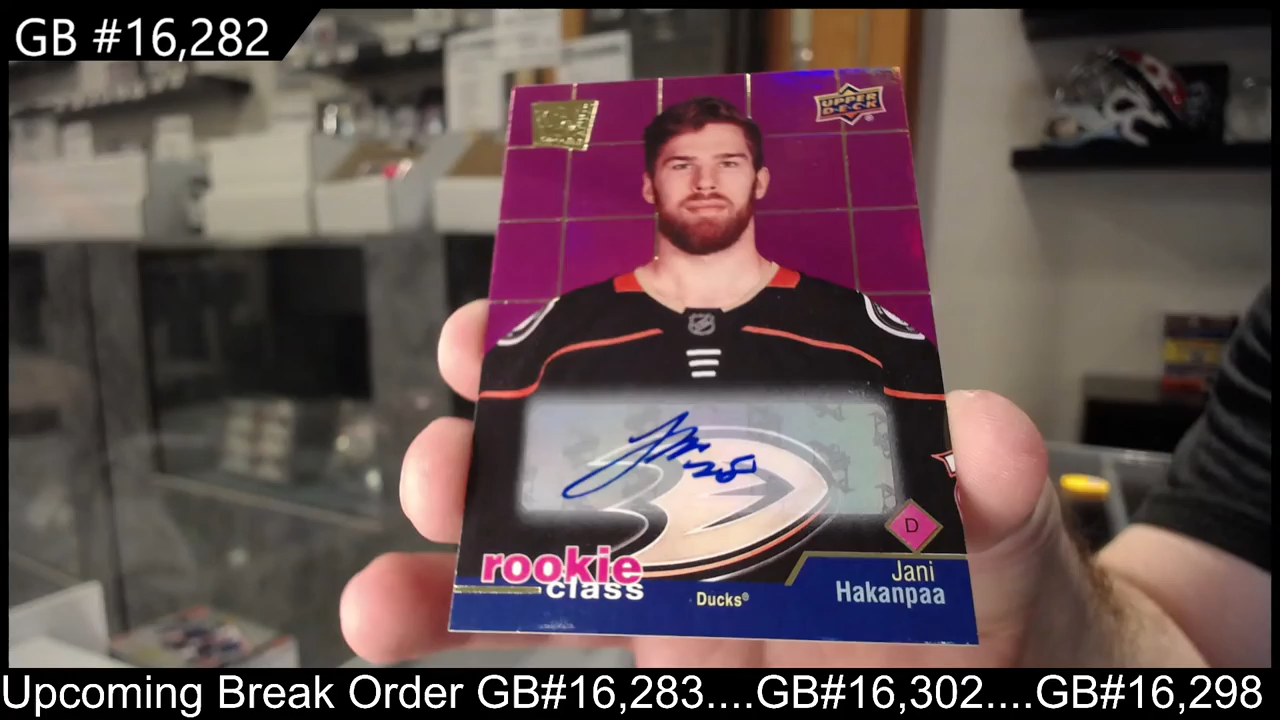 GB #16,282
UPPER
DECK®
28
D
rookie
class
Ducks®
Jani
Hakanpaa
Upcoming Break Order GB#16,283....GB#16,302....GB#16,298